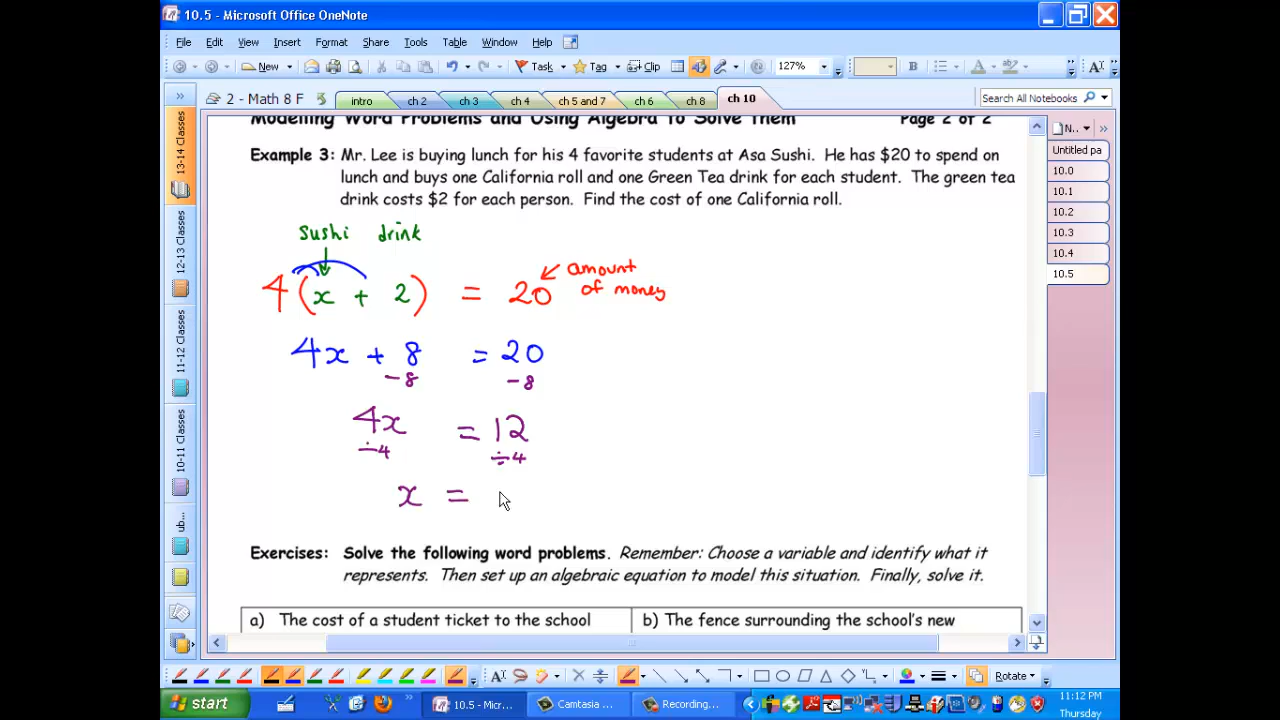 10.5 - Microsoft Office OneNote
File Edit View Insert Format Share Tools Table Window Help
New Task Tag Clip 127% B A A
2 - Math 8 F intro ch 2 ch 3 ch 4 ch 5 and 7 ch 6 ch 8 ch 10 Search All Notebooks
Modelling Word Problems and Using Algebra To Solve Them Page 2 of 2
Example 3: Mr. Lee is buying lunch for his 4 favorite students at Asa Sushi. He has $20 to spend on
lunch and buys one California roll and one Green Tea drink for each student. The green tea
drink costs $2 for each person. Find the cost of one California roll.
sushi drink
4(x + 2) = 20
amount
of money
4x + 8 = 20
-8 -8
4x = 12
÷4 ÷4
x =
Exercises: Solve the following word problems. Remember: Choose a variable and identify what it
represents. Then set up an algebraic equation to model this situation. Finally, solve it.
a) The cost of a student ticket to the school
b) The fence surrounding the school's new
13-14 Classes
12-13 Classes
11-12 Classes
10-11 Classes
ub...
N..
Untitled pa
10.0
10.1
10.2
10.3
10.4
10.5
Rotate
start 10.5 - Micr... Camtasia ... Recording... 11:12 PM
Thursday